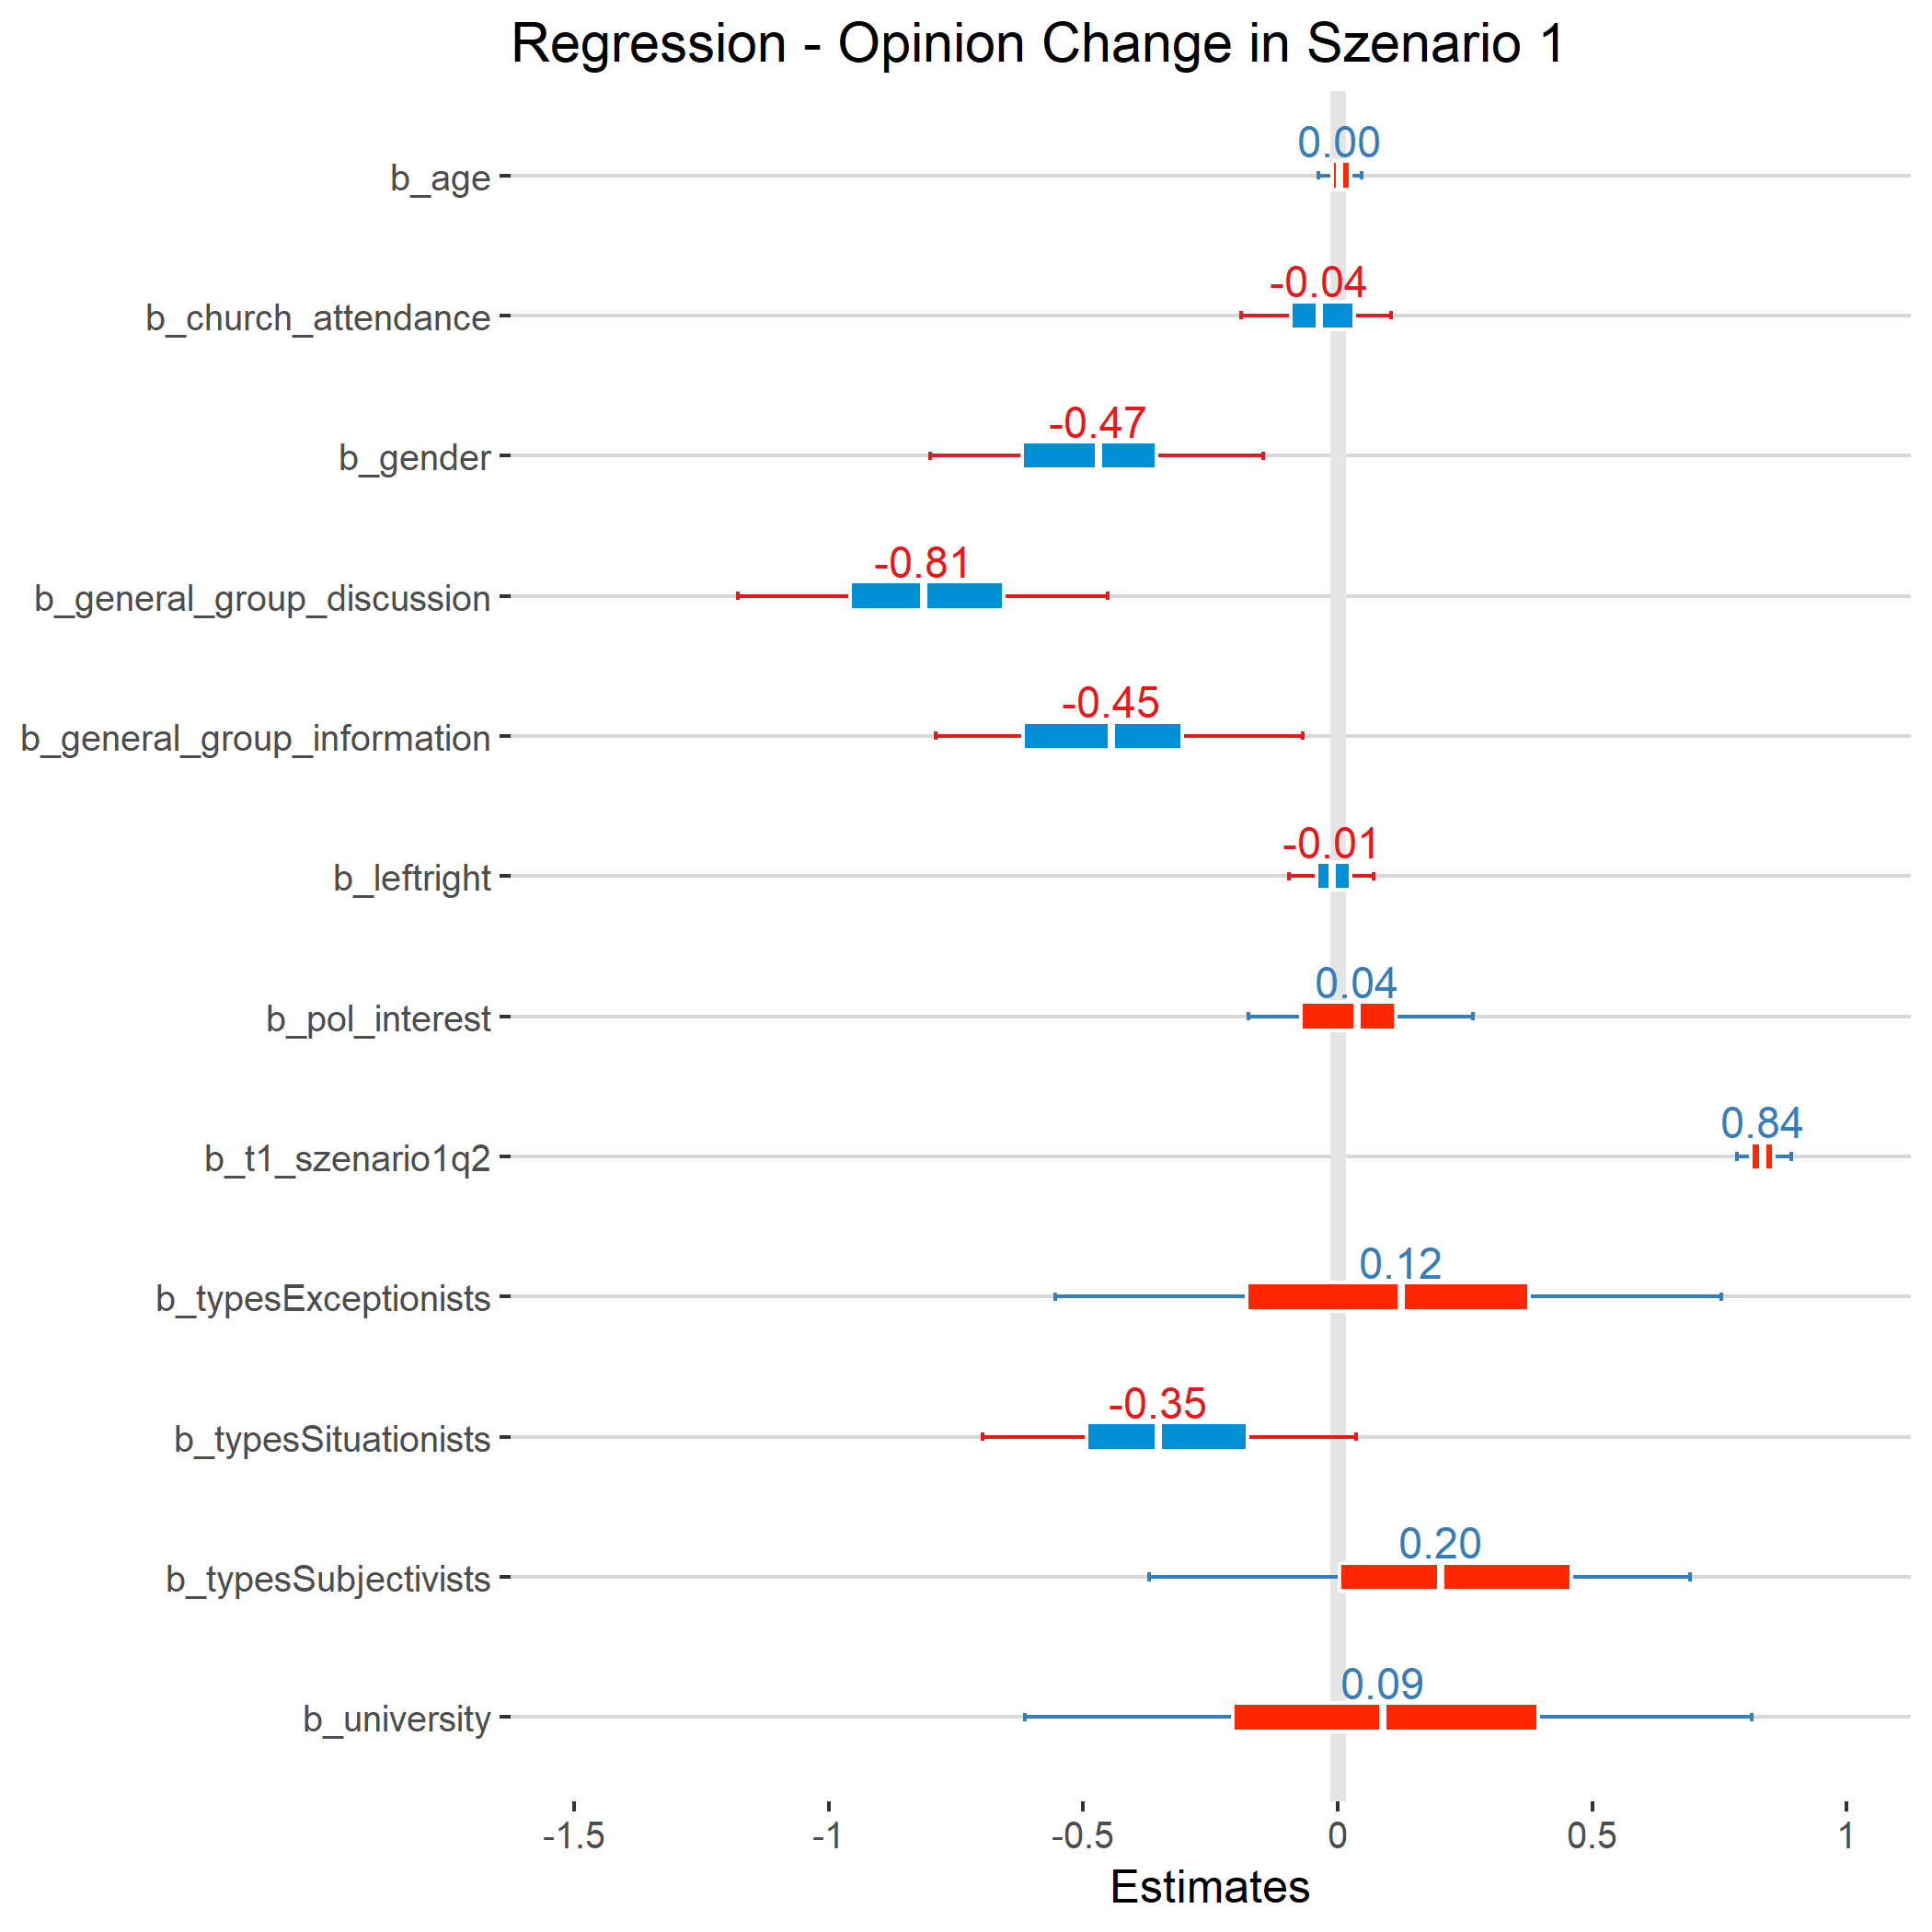 Regression - Opinion Change in Szenario 1
b_age
0.00
b_church_attendance
-0.04
b_gender
-0.47
b_general_group_discussion
-0.81
b_general_group_information
-0.45
b_leftright
-0.01
b_pol_interest
0.04
b_t1_szenario1q2
0.84
b_typesExceptionists
0.12
b_typesSituationists
-0.35
b_typesSubjectivists
0.20
b_university
0.09
-1.5 -1 -0.5 0 0.5 1
Estimates